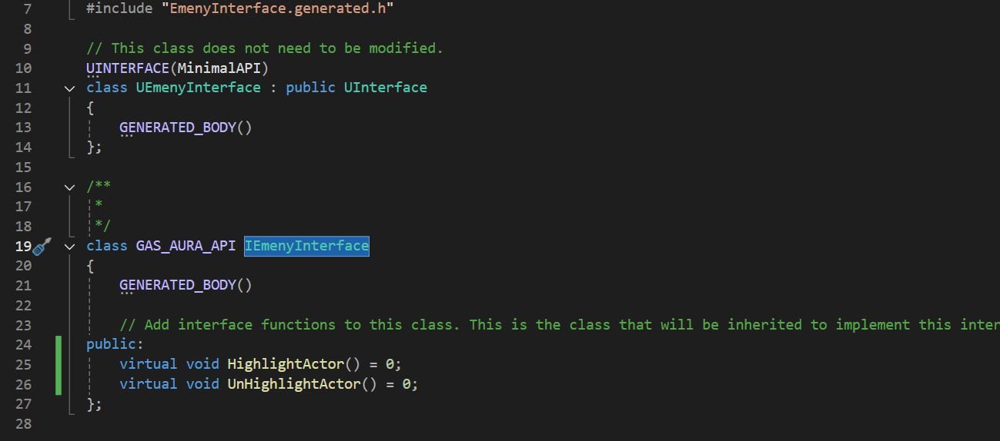 7 #include "EmenyInterface.generated.h"
8
9 // This class does not need to be modified.
10 UINTERFACE(MinimalAPI)
11 class UEmenyInterface : public UInterface
12 {
13 GENERATED_BODY()
14 };
15
16 /**
17 *
18 */
19 class GAS_AURA_API IEmenyInterface
20 {
21 GENERATED_BODY()
22
23 // Add interface functions to this class. This is the class that will be inherited to implement this inter
24 public:
25 virtual void HighlightActor() = 0;
26 virtual void UnHighlightActor() = 0;
27 };
28